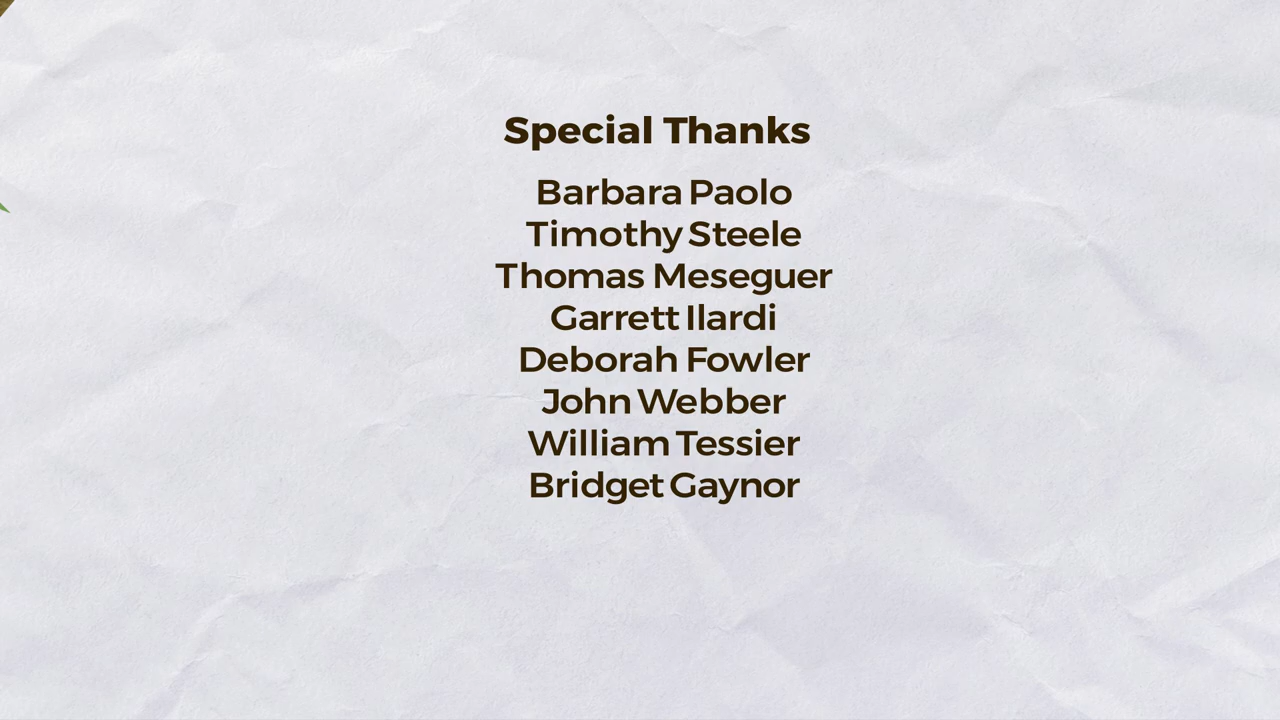 Special Thanks
Barbara Paolo
Timothy Steele
Thomas Meseguer
Garrett Ilardi
Deborah Fowler
John Webber
William Tessier
Bridget Gaynor